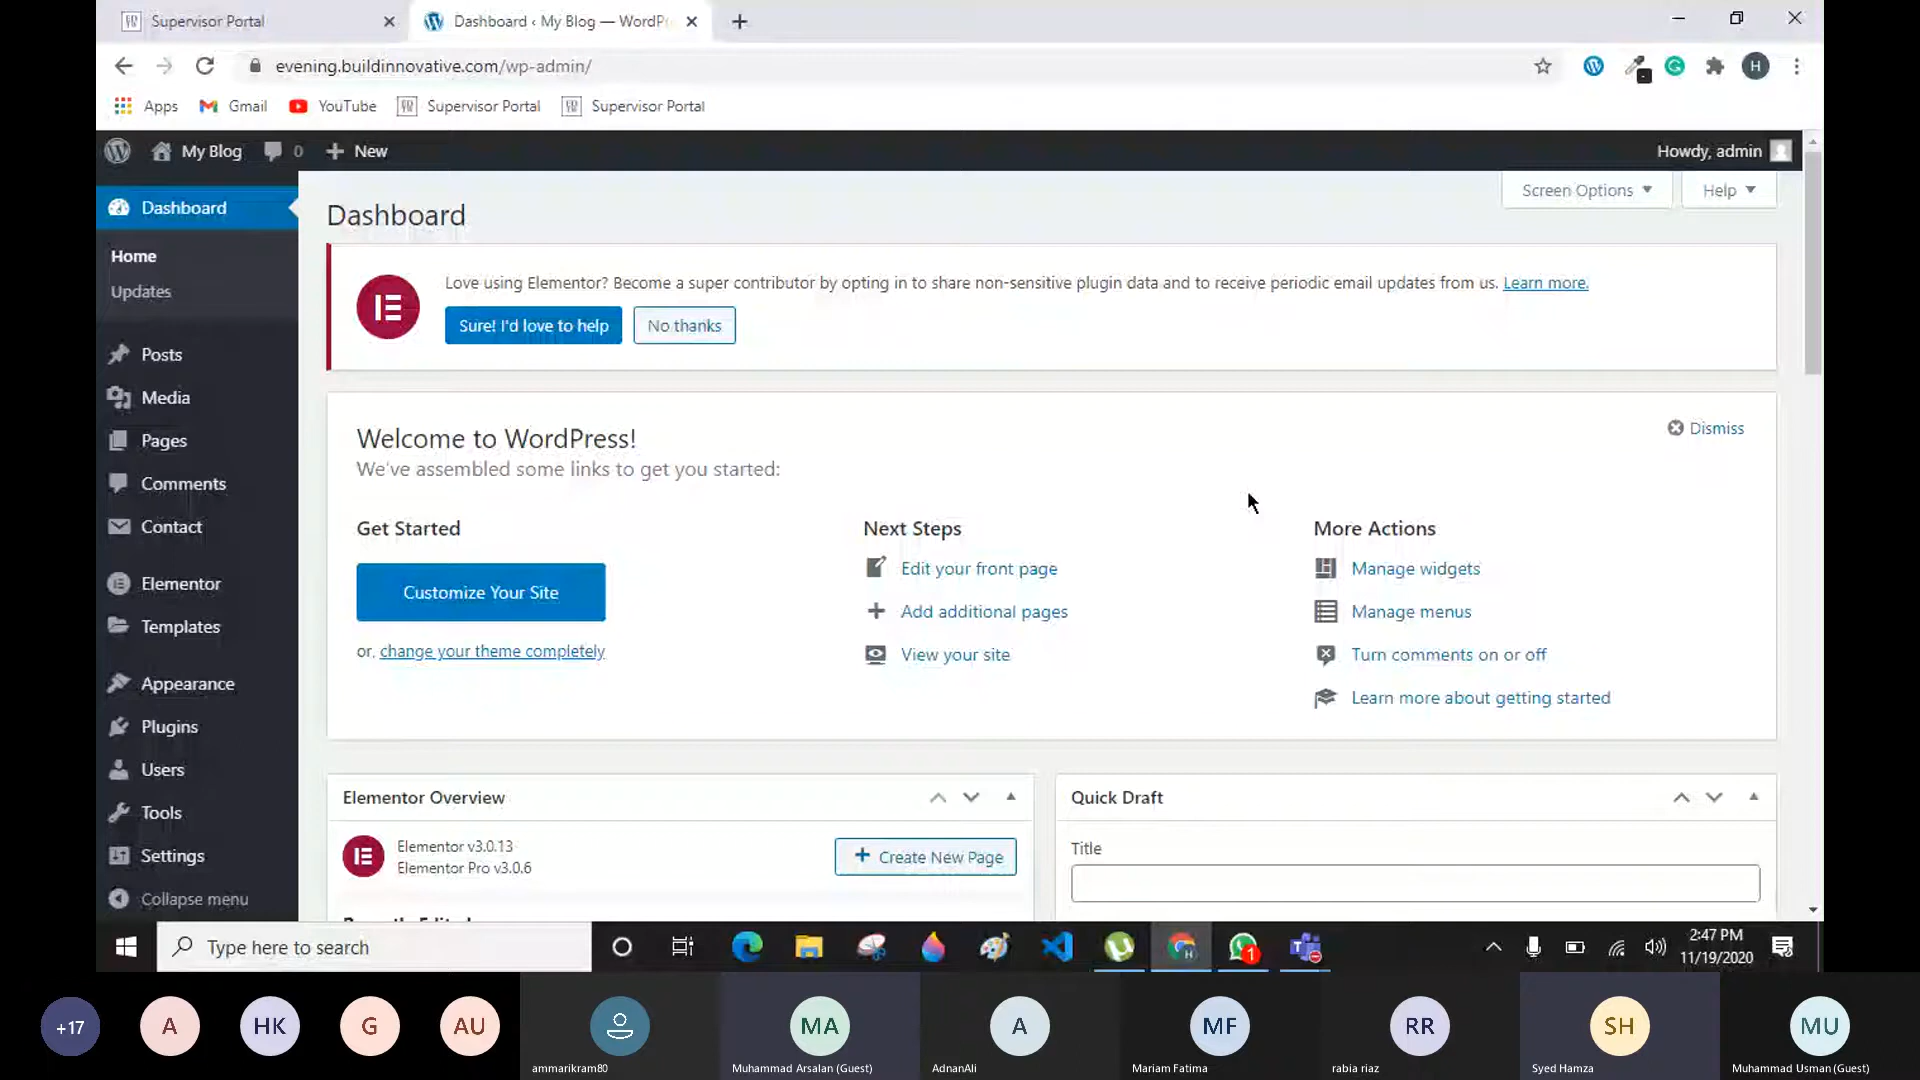 Supervisor Portal
Dashboard ‹ My Blog — WordPr
evening.buildinnovative.com/wp-admin/
H
Apps
Gmail
YouTube
Supervisor Portal
Supervisor Portal
My Blog
0
New
Howdy, admin
Dashboard
Screen Options
Help
Dashboard
Home
Updates
Love using Elementor? Become a super contributor by opting in to share non-sensitive plugin data and to receive periodic email updates from us. Learn more.
Sure! I'd love to help
No thanks
Posts
Media
Pages
Comments
Contact
Elementor
Templates
Appearance
Plugins
Users
Tools
Settings
Collapse menu
Welcome to WordPress!
Dismiss
We've assembled some links to get you started:
Get Started
Customize Your Site
or, change your theme completely
Next Steps
Edit your front page
Add additional pages
View your site
More Actions
Manage widgets
Manage menus
Turn comments on or off
Learn more about getting started
Elementor Overview
Elementor v3.0.13
Elementor Pro v3.0.6
Create New Page
Quick Draft
Title
Type here to search
1
2:47 PM
11/19/2020
+17
A
HK
G
AU
ammarikram80
MA
Muhammad Arsalan (Guest)
A
AdnanAli
MF
Mariam Fatima
RR
rabia riaz
SH
Syed Hamza
MU
Muhammad Usman (Guest)